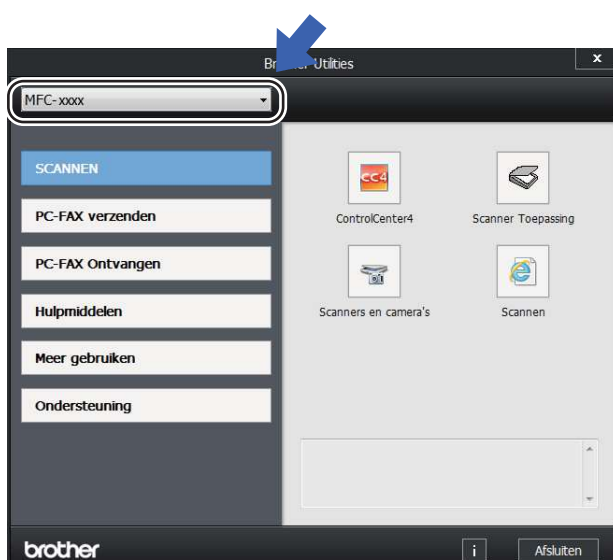 Utilities
x
MFC-xxxx
SCANNEN
PC-FAX verzenden
PC-FAX Ontvangen
Hulpmiddelen
Meer gebruiken
Ondersteuning
CC4
ControlCenter4
Scanner Toepassing
Scanners en camera's
Scannen
brother
i
Afsluiten